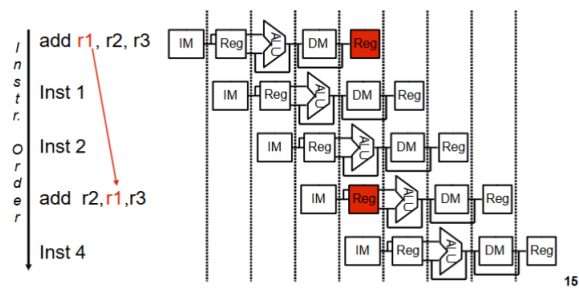 Instr. Order
add r1, r2, r3
IM Reg ALU DM Reg
Inst 1
IM Reg ALU DM Reg
Inst 2
IM Reg ALU DM Reg
add r2,r1,r3
IM Reg ALU DM Reg
Inst 4
IM Reg ALU DM Reg
15